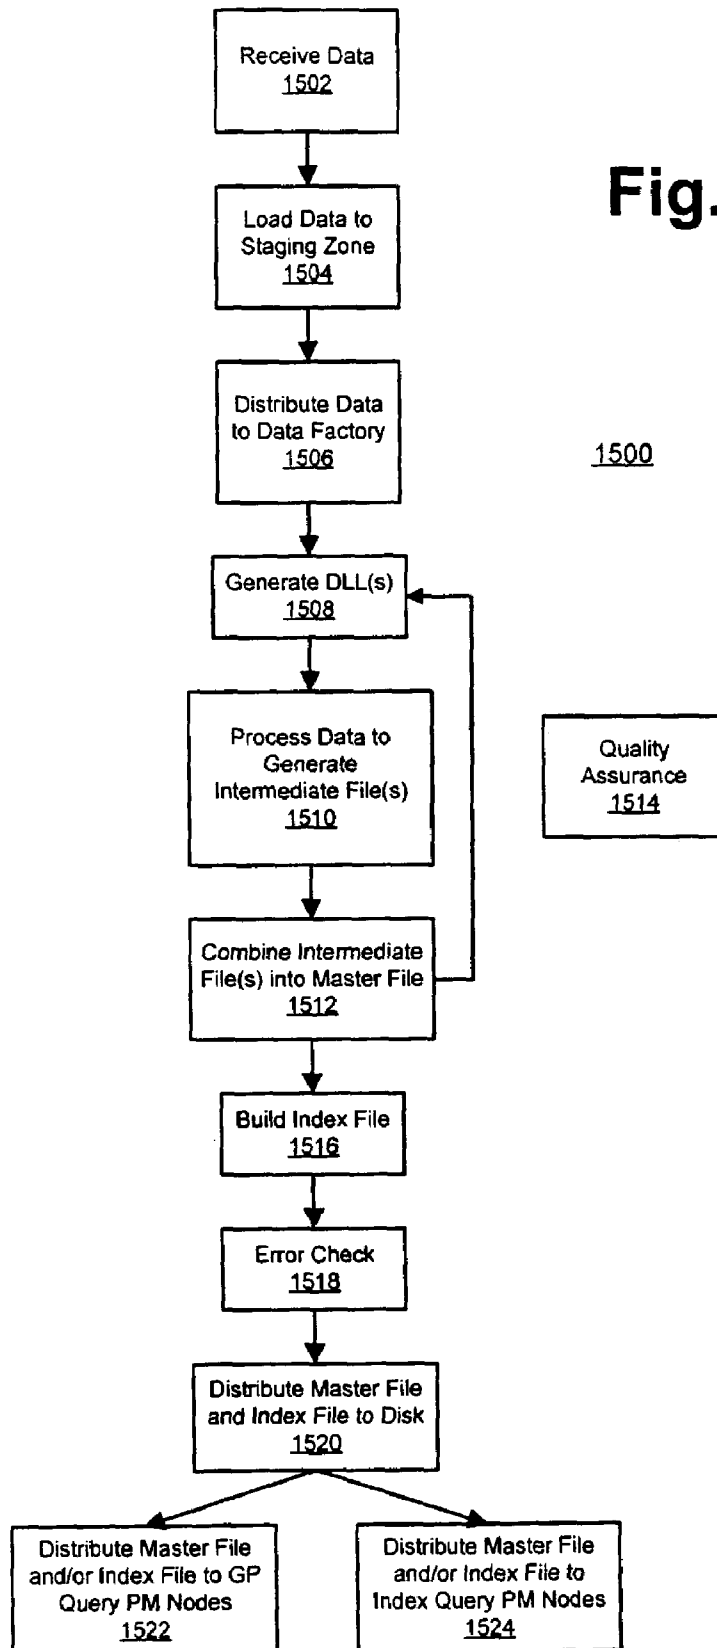 Receive Data
1502
Fig.
Load Data to
Staging Zone
1504
Distribute Data
to Data Factory
1506
1500
Generate DLL(s)
1508
Process Data to
Generate
Intermediate File(s)
1510
Quality
Assurance
1514
Combine Intermediate
File(s) into Master File
1512
Build Index File
1516
Error Check
1518
Distribute Master File
and Index File to Disk
1520
Distribute Master File
and/or Index File to GP
Query PM Nodes
1522
Distribute Master File
and/or Index File to
Index Query PM Nodes
1524